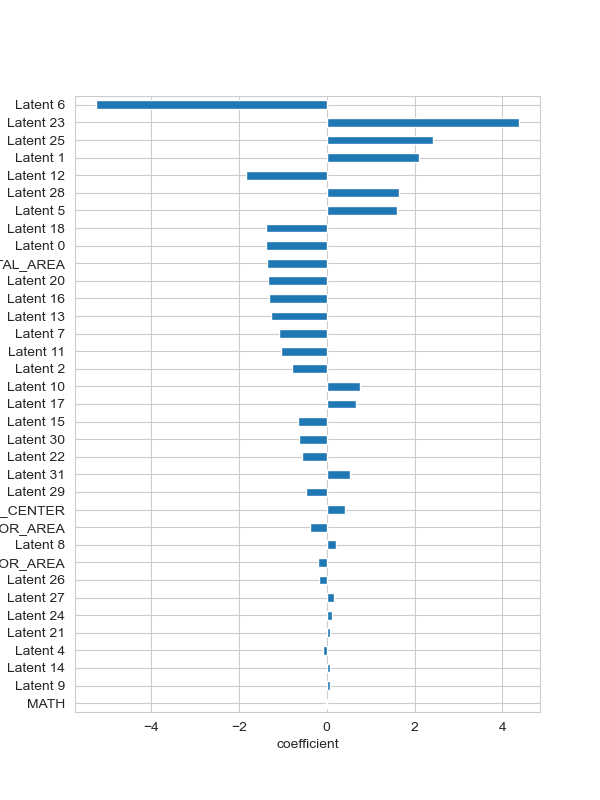 Latent 6
Latent 23
Latent 25
Latent 1
Latent 12
Latent 28
Latent 5
Latent 18
Latent 0
TAL_AREA
Latent 20
Latent 16
Latent 13
Latent 7
Latent 11
Latent 2
Latent 10
Latent 17
Latent 15
Latent 30
Latent 22
Latent 31
Latent 29
_CENTER
OR_AREA
Latent 8
OR_AREA
Latent 26
Latent 27
Latent 24
Latent 21
Latent 4
Latent 14
Latent 9
MATH
−4 −2 0 2 4
coefficient